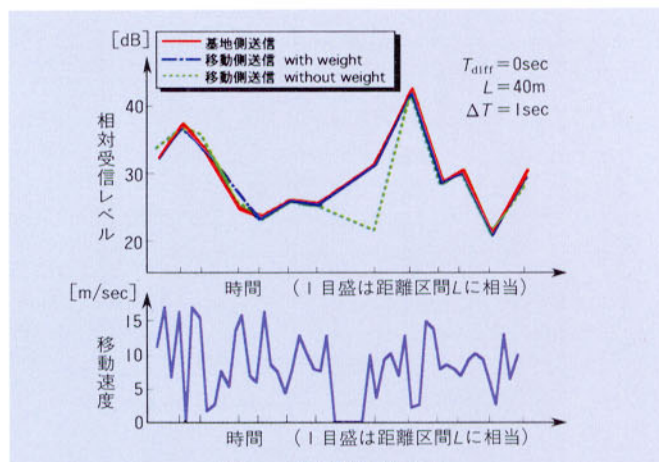 [dB]
基地側送信
移動側送信 with weight
移動側送信 without weight
T_diff＝0sec
L＝40m
ΔT＝1sec
40
30
20
相対受信レベル
時間　（1目盛は距離区間Lに相当）
[m/sec]
15
10
5
0
移動速度
時間　（1目盛は距離区間Lに相当）